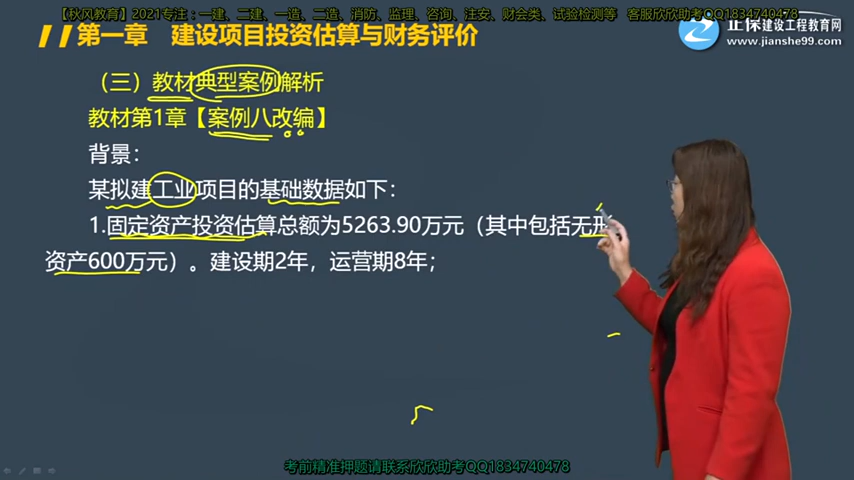 【秋风教育】2021专注：一建、二建、一造、二造、消防、监理、咨询、注安、财会类、试验检测等 客服欣欣助考QQ1834740478
第一章 建设项目投资估算与财务评价
正保建设工程教育网
www.jianshe99.com
（三）教材典型案例解析
教材第1章【案例八改编】
背景：
某拟建工业项目的基础数据如下：
1.固定资产投资估算总额为5263.90万元（其中包括无形
资产600万元）。建设期2年，运营期8年；
考前精准押题请联系欣欣助考QQ1834740478